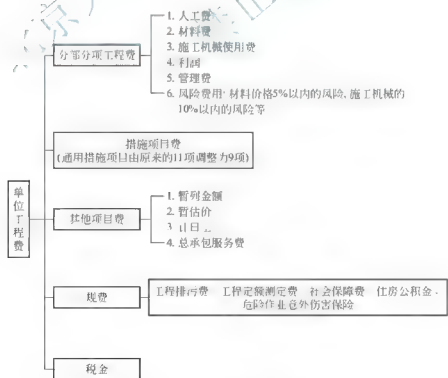 分部分项工程费
1. 人工费
2. 材料费
3. 施工机械使用费
4. 利润
5. 管理费
6. 风险费用 材料价格5%以内的风险、施工机械的
10%以内的风险等
措施项目费
(通用措施项目由原来的11项调整为9项)
单位工程费
其他项目费
1. 暂列金额
2. 暂估价
3
4. 总承包服务费
规费
工程排污费 工程定额测定费 社会保障费 住房公积金、
危险作业意外伤害保险
税金